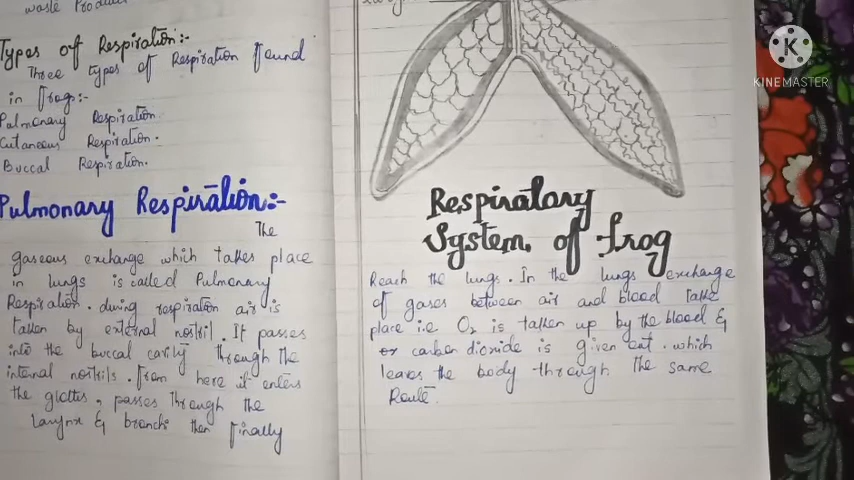 waste Product
Types of Respiration:-
Three types of Respiration found
in frog:-
Pulmonary Respiration
Cutaneous Respiration.
Buccal Respiration.
Pulmonary Respiration:-
The
gaseous exchange which takes place
in lungs is called Pulmonary
Respiration. during respiration air is
taken by external nostril. It passes
into the buccal cavity through the
internal nostrils. from here it enters
the glottis, passes through the
larynx & bronchi then finally
Respiratory
System. of frog
Reach the lungs. In the lungs exchange
of gases between air and blood take
place i.e O2 is taken up by the blood &
or carbon dioxide is given out. which
leaves the body through the same
Route.
K
KINEMASTER